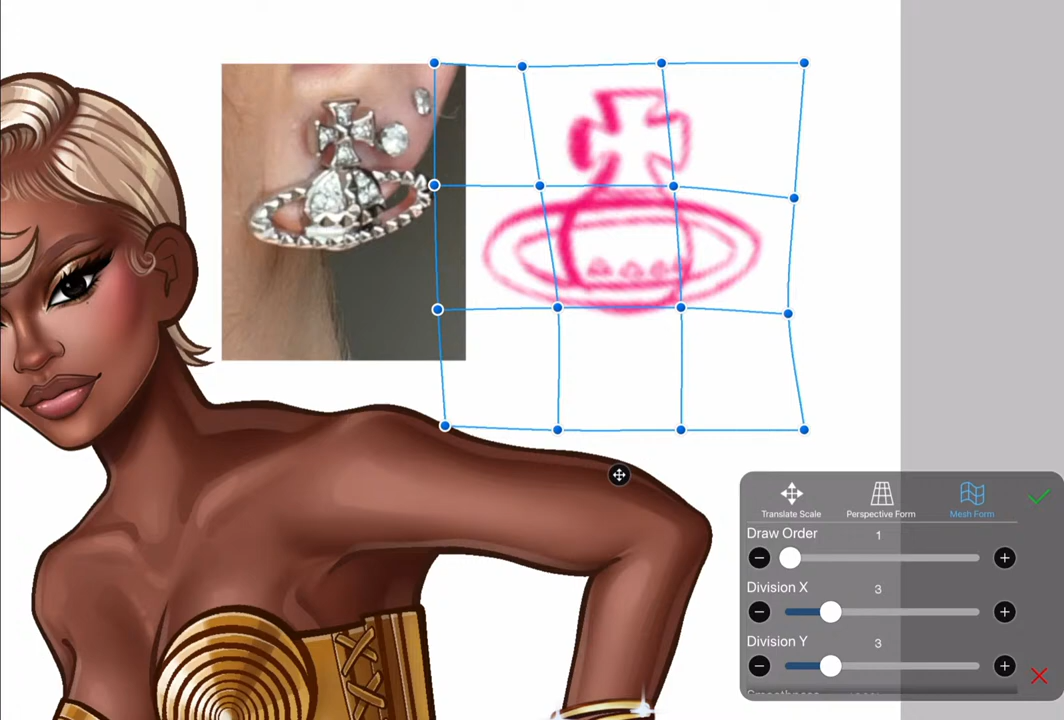 Translate Scale
Perspective Form
Mesh Form
Draw Order 1
Division X 3
Division Y 3